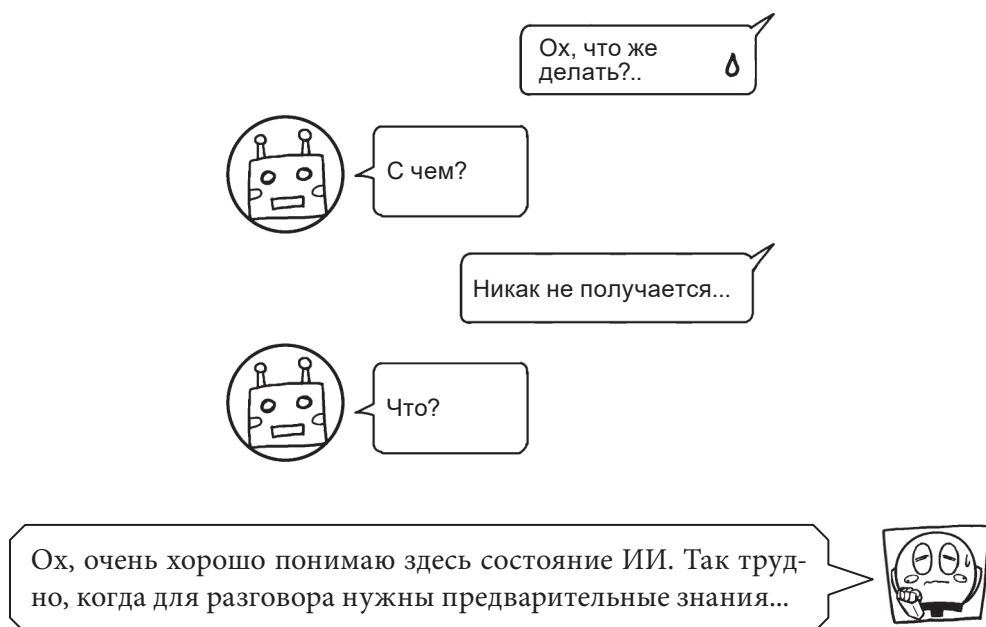 Ох, что же
делать?..
С чем?
Никак не получается...
Что?
Ох, очень хорошо понимаю здесь состояние ИИ. Так труд-
но, когда для разговора нужны предварительные знания...